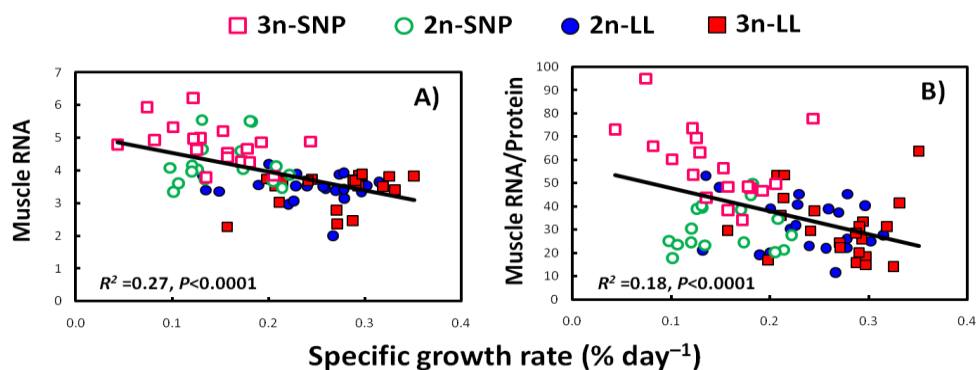 3n-SNP 2n-SNP 2n-LL 3n-LL
A)
Muscle RNA
7
6
5
4
3
2
1
0
R² =0.27, P<0.0001
0.0 0.1 0.2 0.3 0.4
B)
Muscle RNA/Protein
100
90
80
70
60
50
40
30
20
10
0
R² =0.18, P<0.0001
0.0 0.1 0.2 0.3 0.4
Specific growth rate (% day⁻¹)